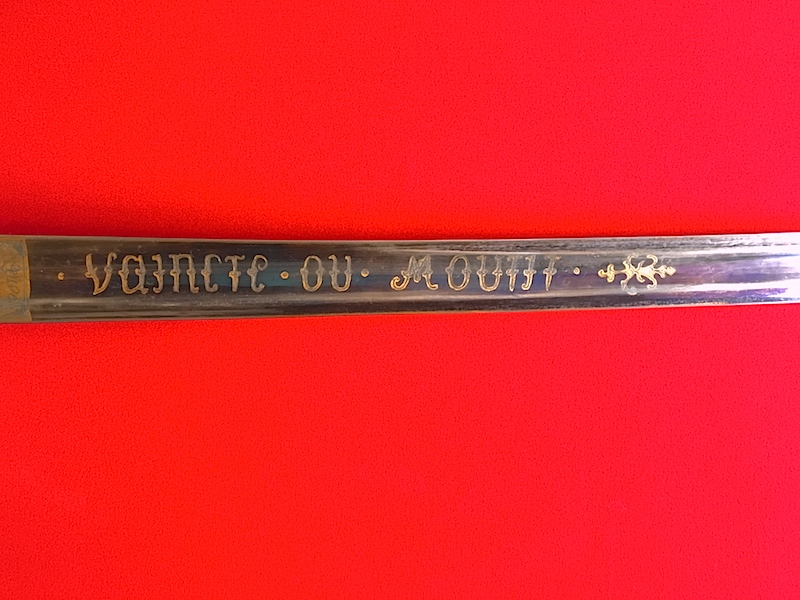 · Vaincre · ou · Mourir ·